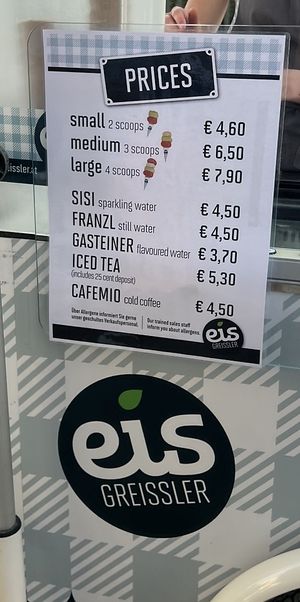 PRICES
small 2 scoops € 4,60
medium 3 scoops € 6,50
large 4 scoops € 7,90
SISI sparkling water € 4,50
FRANZL still water € 4,50
GASTEINER flavoured water € 3,70
ICED TEA € 5,30
(includes 25 cent deposit)
CAFEMIO cold coffee € 4,50
Über Allergene informiert Sie gerne
unser geschultes Verkaufspersonal.
Our trained sales staff
inform you about allergens.
eis
GREISSLER
eissler.at
eis
GREISSLER